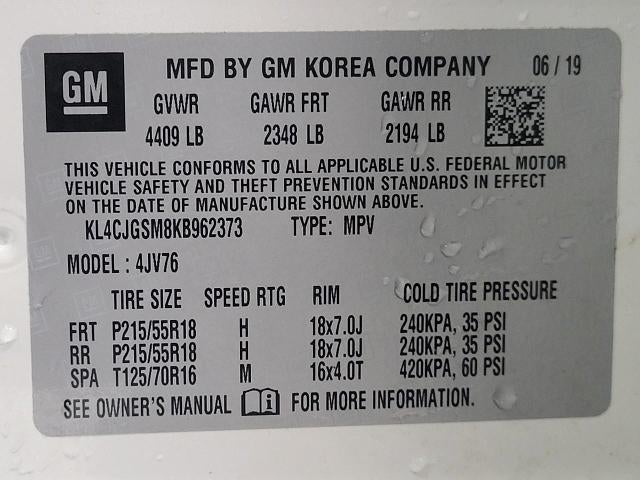 GM MFD BY GM KOREA COMPANY 06 / 19
GVWR GAWR FRT GAWR RR
4409 LB 2348 LB 2194 LB
THIS VEHICLE CONFORMS TO ALL APPLICABLE U.S. FEDERAL MOTOR
VEHICLE SAFETY AND THEFT PREVENTION STANDARDS IN EFFECT
ON THE DATE OF MANUFACTURE SHOWN ABOVE.
KL4CJGSM8KB962373 TYPE: MPV
MODEL : 4JV76
TIRE SIZE SPEED RTG RIM COLD TIRE PRESSURE
FRT P215/55R18 H 18x7.0J 240KPA, 35 PSI
RR P215/55R18 H 18x7.0J 240KPA, 35 PSI
SPA T125/70R16 M 16x4.0T 420KPA, 60 PSI
SEE OWNER'S MANUAL FOR MORE INFORMATION.